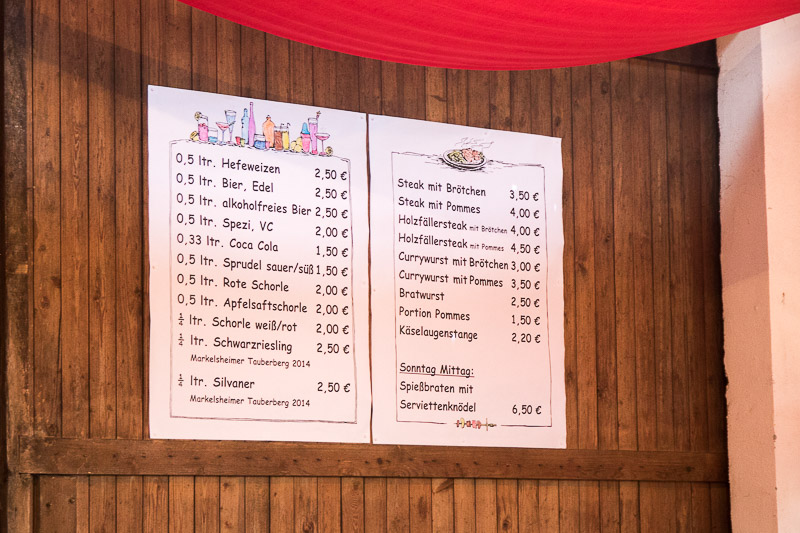 0,5 ltr. Hefeweizen 2,50 €
0,5 ltr. Bier, Edel 2,50 €
0,5 ltr. alkoholfreies Bier 2,50 €
0,5 ltr. Spezi, VC 2,00 €
0,33 ltr. Coca Cola 1,50 €
0,5 ltr. Sprudel sauer/süß 1,50 €
0,5 ltr. Rote Schorle 2,00 €
0,5 ltr. Apfelsaftschorle 2,00 €
¼ ltr. Schorle weiß/rot 2,00 €
¼ ltr. Schwarzriesling 2,50 €
Markelsheimer Tauberberg 2014
¼ ltr. Silvaner 2,50 €
Markelsheimer Tauberberg 2014
Steak mit Brötchen 3,50 €
Steak mit Pommes 4,00 €
Holzfällersteak mit Brötchen 4,00 €
Holzfällersteak mit Pommes 4,50 €
Currywurst mit Brötchen 3,00 €
Currywurst mit Pommes 3,50 €
Bratwurst 2,50 €
Portion Pommes 1,50 €
Käselaugenstange 2,20 €
Sonntag Mittag:
Spießbraten mit
Serviettenknödel 6,50 €